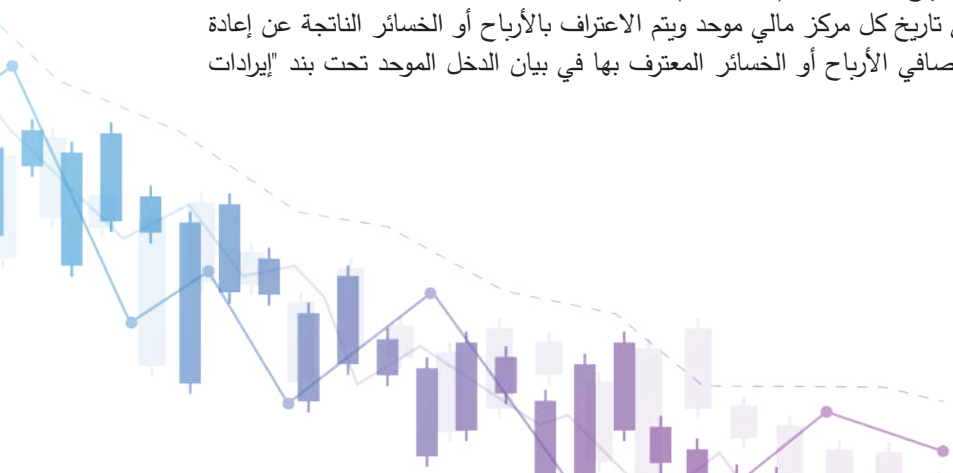 تاريخ كل مركز مالي موحد ويتم الاعتراف بالأرباح أو الخسائر الناتجة عن إعادة
صافي الأرباح أو الخسائر المعترف بها في بيان الدخل الموحد تحت بند "إيرادات